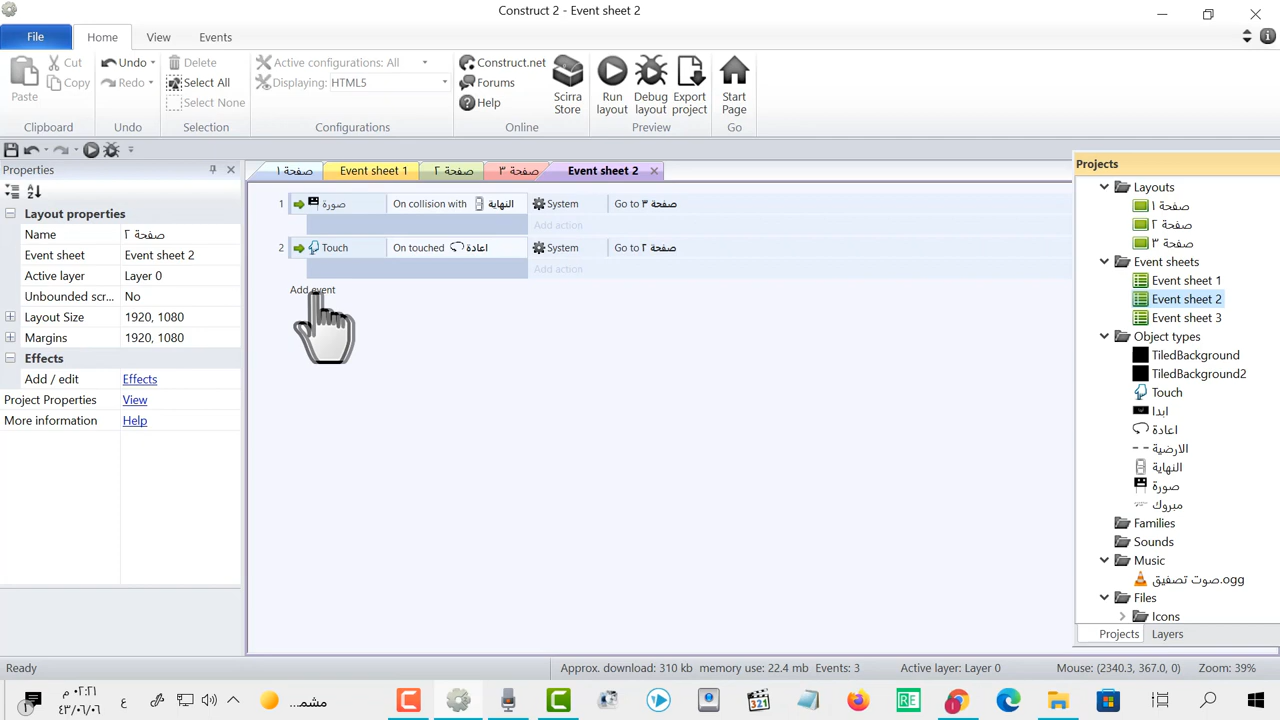 Construct 2 - Event sheet 2
File
Home
View
Events
Paste
Cut
Copy
Clipboard
Undo
Redo
Undo
Delete
Select All
Select None
Selection
Active configurations: All
Displaying: HTML5
Configurations
Construct.net
Forums
Help
Scirra Store
Online
Run layout
Debug layout
Export project
Preview
Start Page
Go
Properties
Layout properties
Name صفحة ٢
Event sheet Event sheet 2
Active layer Layer 0
Unbounded scr... No
Layout Size 1920, 1080
Margins 1920, 1080
Effects
Add / edit Effects
Project Properties View
More information Help
صفحة ١
Event sheet 1
صفحة ٢
صفحة ٣
Event sheet 2
1 صورة On collision with النهاية System Go to صفحة ٣
Add action
2 Touch On touched اعادة System Go to صفحة ٢
Add action
Add event
Projects
Layouts
صفحة ١
صفحة ٢
صفحة ٣
Event sheets
Event sheet 1
Event sheet 2
Event sheet 3
Object types
TiledBackground
TiledBackground2
Touch
ابدا
اعادة
الارضية
النهاية
صورة
مبروك
Families
Sounds
Music
صوت تصفيق.ogg
Files
Icons
Projects
Layers
Ready
Approx. download: 310 kb memory use: 22.4 mb Events: 3
Active layer: Layer 0
Mouse: (2340.3, 367.0, 0)
Zoom: 39%
٠٢:٢١ م
٤٣/٠٦/٠٦
ع
مشمـ...
321
RE